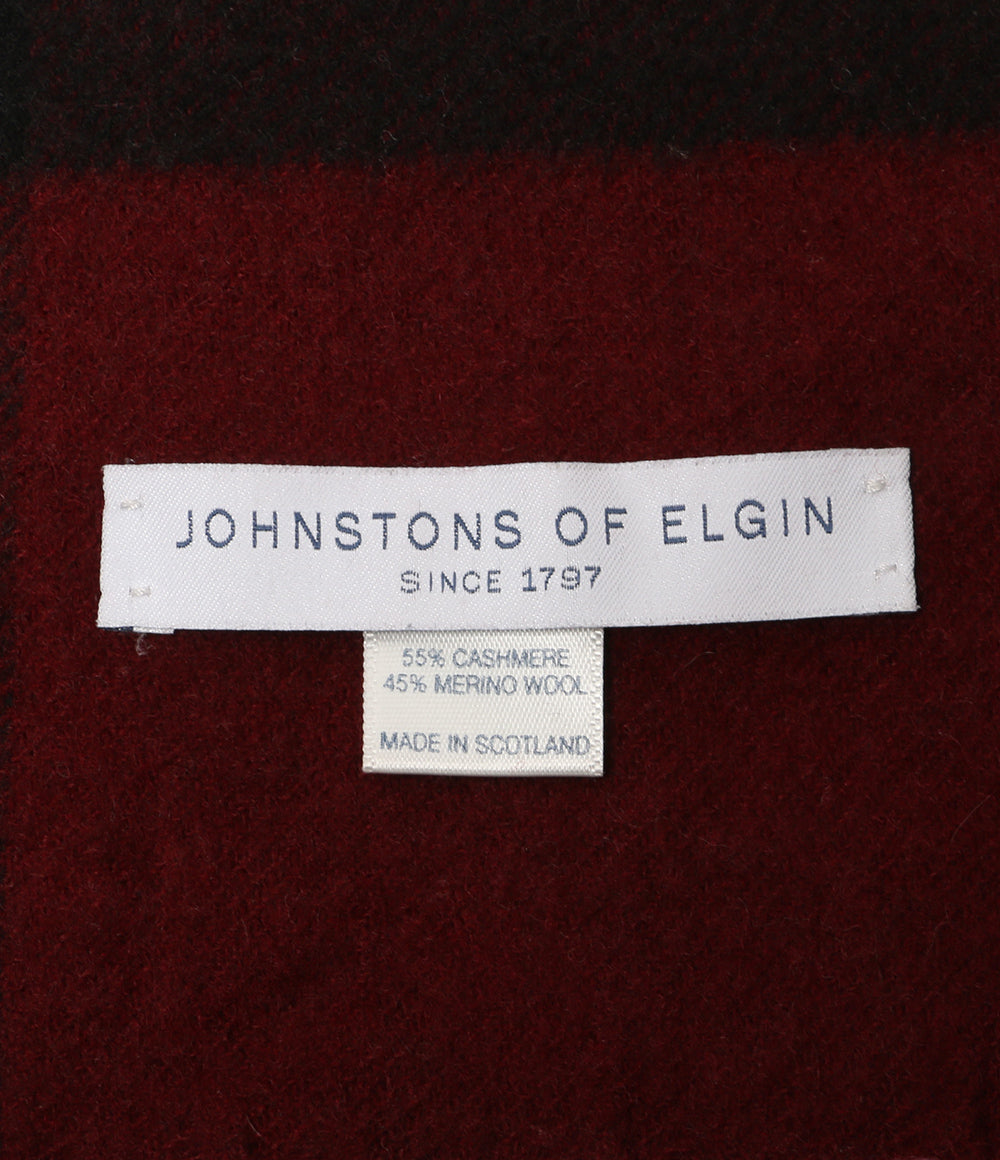 JOHNSTONS OF ELGIN
SINCE 1797
55% CASHMERE
45% MERINO WOOL
MADE IN SCOTLAND